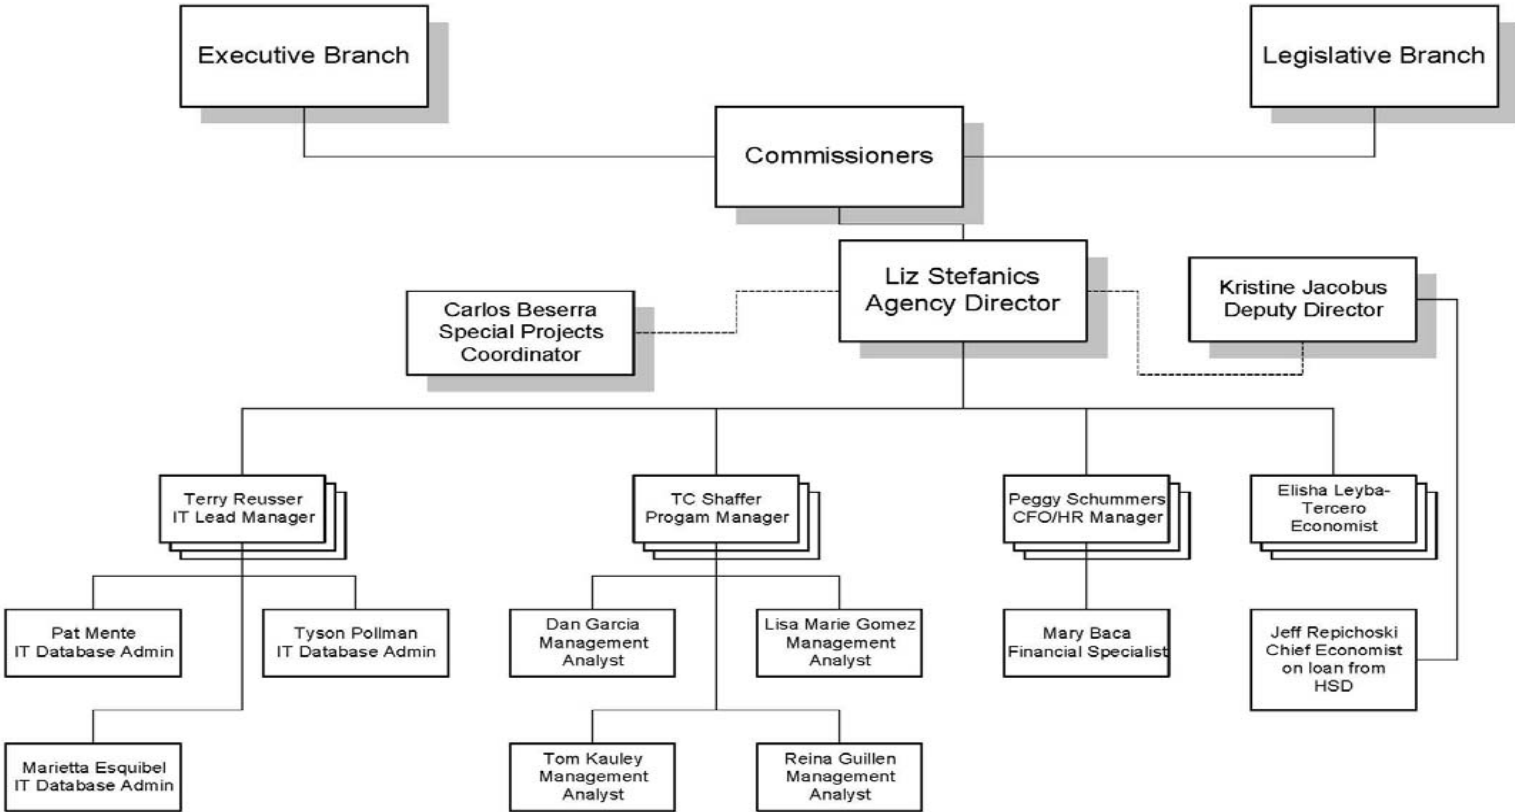 Executive Branch
Legislative Branch
Commissioners
Liz Stefanics
Agency Director
Kristine Jacobus
Deputy Director
Carlos Beserra
Special Projects
Coordinator
Terry Reusser
IT Lead Manager
TC Shaffer
Progam Manager
Peggy Schummers
CFO/HR Manager
Elisha Leyba-
Tercero
Economist
Pat Mente
IT Database Admin
Tyson Pollman
IT Database Admin
Dan Garcia
Management
Analyst
Lisa Marie Gomez
Management
Analyst
Mary Baca
Financial Specialist
Jeff Repichoski
Chief Economist
on loan from
HSD
Marietta Esquibel
IT Database Admin
Tom Kauley
Management
Analyst
Reina Guillen
Management
Analyst